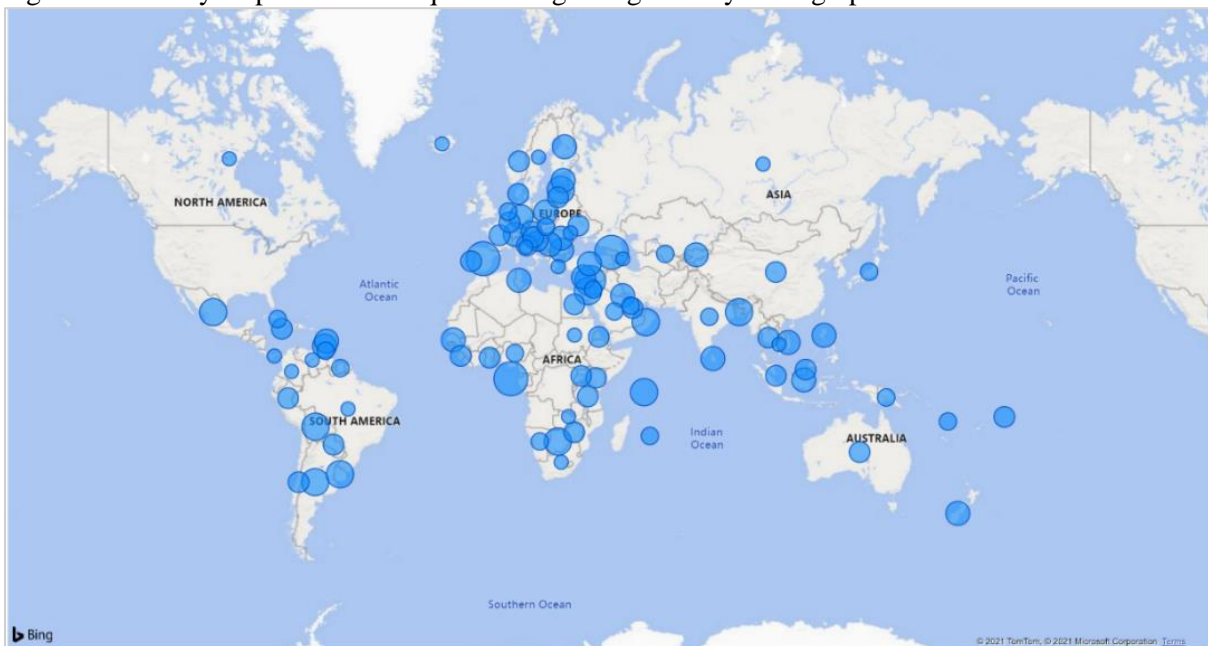 NORTH AMERICA
EUROPE
ASIA
Atlantic
Ocean
Pacific
Ocean
AFRICA
SOUTH AMERICA
Indian
Ocean
AUSTRALIA
Southern Ocean
Bing
© 2021 TomTom, © 2021 Microsoft Corporation Terms